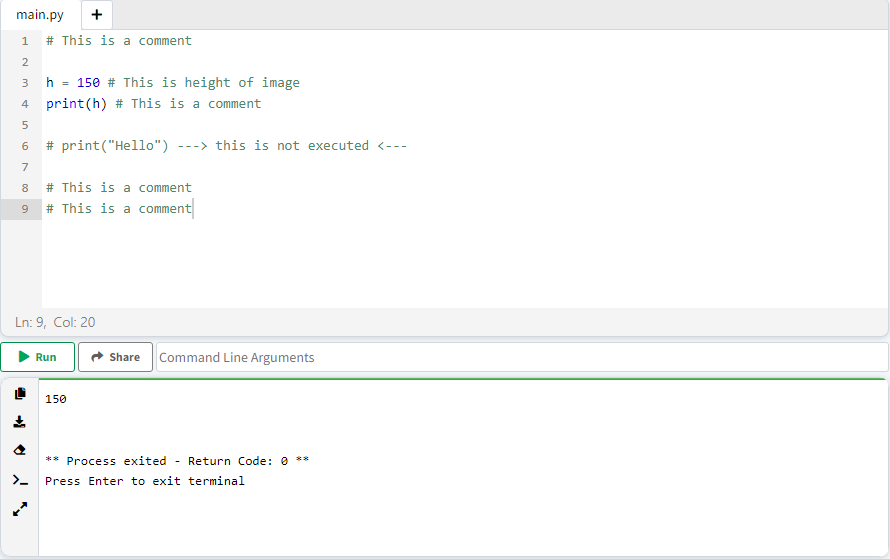 main.py +
1 # This is a comment
2
3 h = 150 # This is height of image
4 print(h) # This is a comment
5
6 # print("Hello") ---> this is not executed <---
7
8 # This is a comment
9 # This is a comment
Ln: 9, Col: 20
Run Share Command Line Arguments
150
** Process exited - Return Code: 0 **
Press Enter to exit terminal